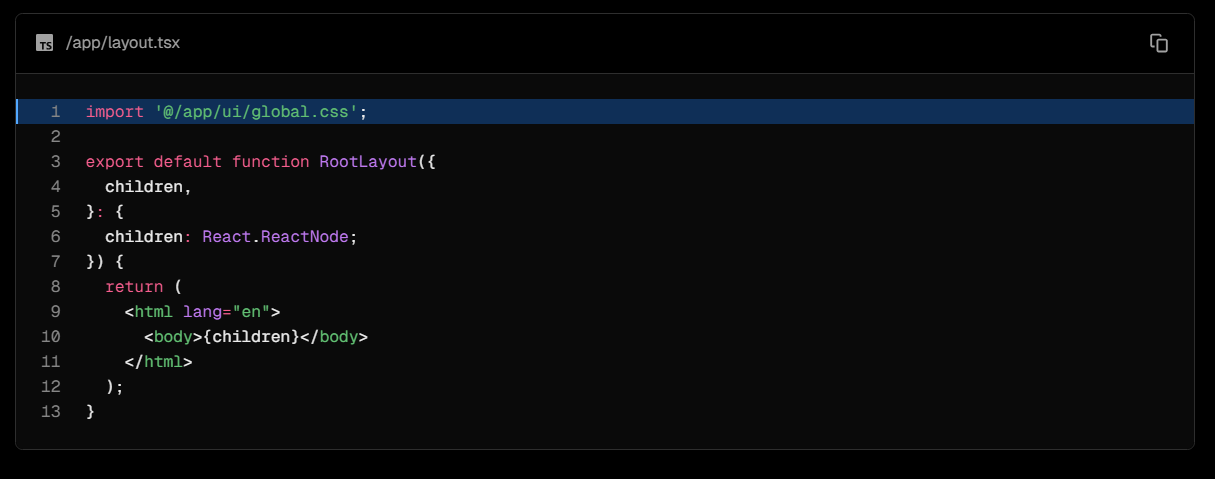 TS /app/layout.tsx
1 import '@/app/ui/global.css';
2
3 export default function RootLayout({
4   children,
5 }: {
6   children: React.ReactNode;
7 }) {
8   return (
9     <html lang="en">
10       <body>{children}</body>
11     </html>
12   );
13 }